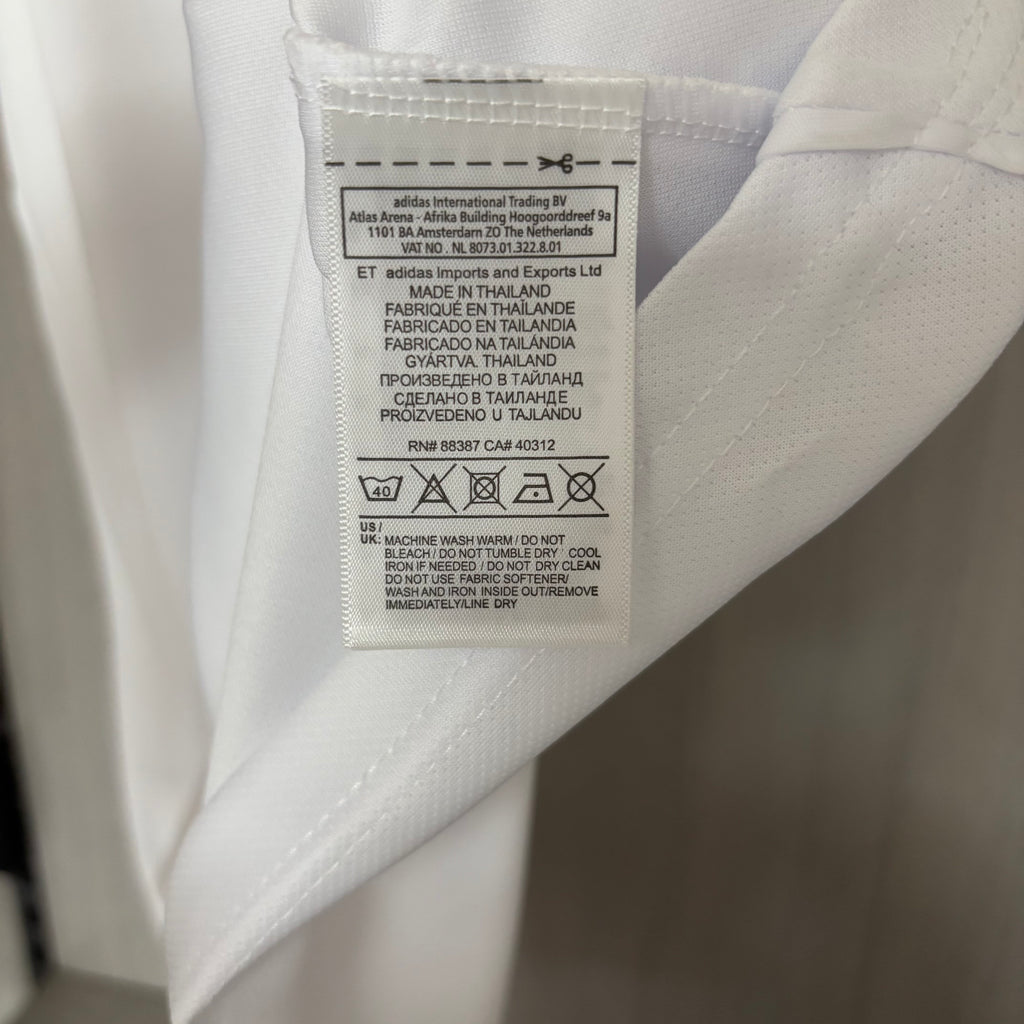 adidas International Trading BV
Atlas Arena - Afrika Building Hoogoorddreef 9a
1101 BA Amsterdam ZO The Netherlands
VAT NO . NL 8073.01.322.8.01
ET adidas Imports and Exports Ltd
MADE IN THAILAND
FABRIQUÉ EN THAÏLANDE
FABRICADO EN TAILANDIA
FABRICADO NA TAILÁNDIA
GYÁRTVA. THAILAND
ПРОИЗВЕДЕНО В ТАЙЛАНД
СДЕЛАНО В ТАИЛАНДЕ
PROIZVEDENO U TAJLANDU
RN# 88387 CA# 40312
40
US /
UK: MACHINE WASH WARM / DO NOT
BLEACH / DO NOT TUMBLE DRY COOL
IRON IF NEEDED / DO NOT DRY CLEAN
DO NOT USE FABRIC SOFTENER/
WASH AND IRON INSIDE OUT/REMOVE
IMMEDIATELY/LINE DRY